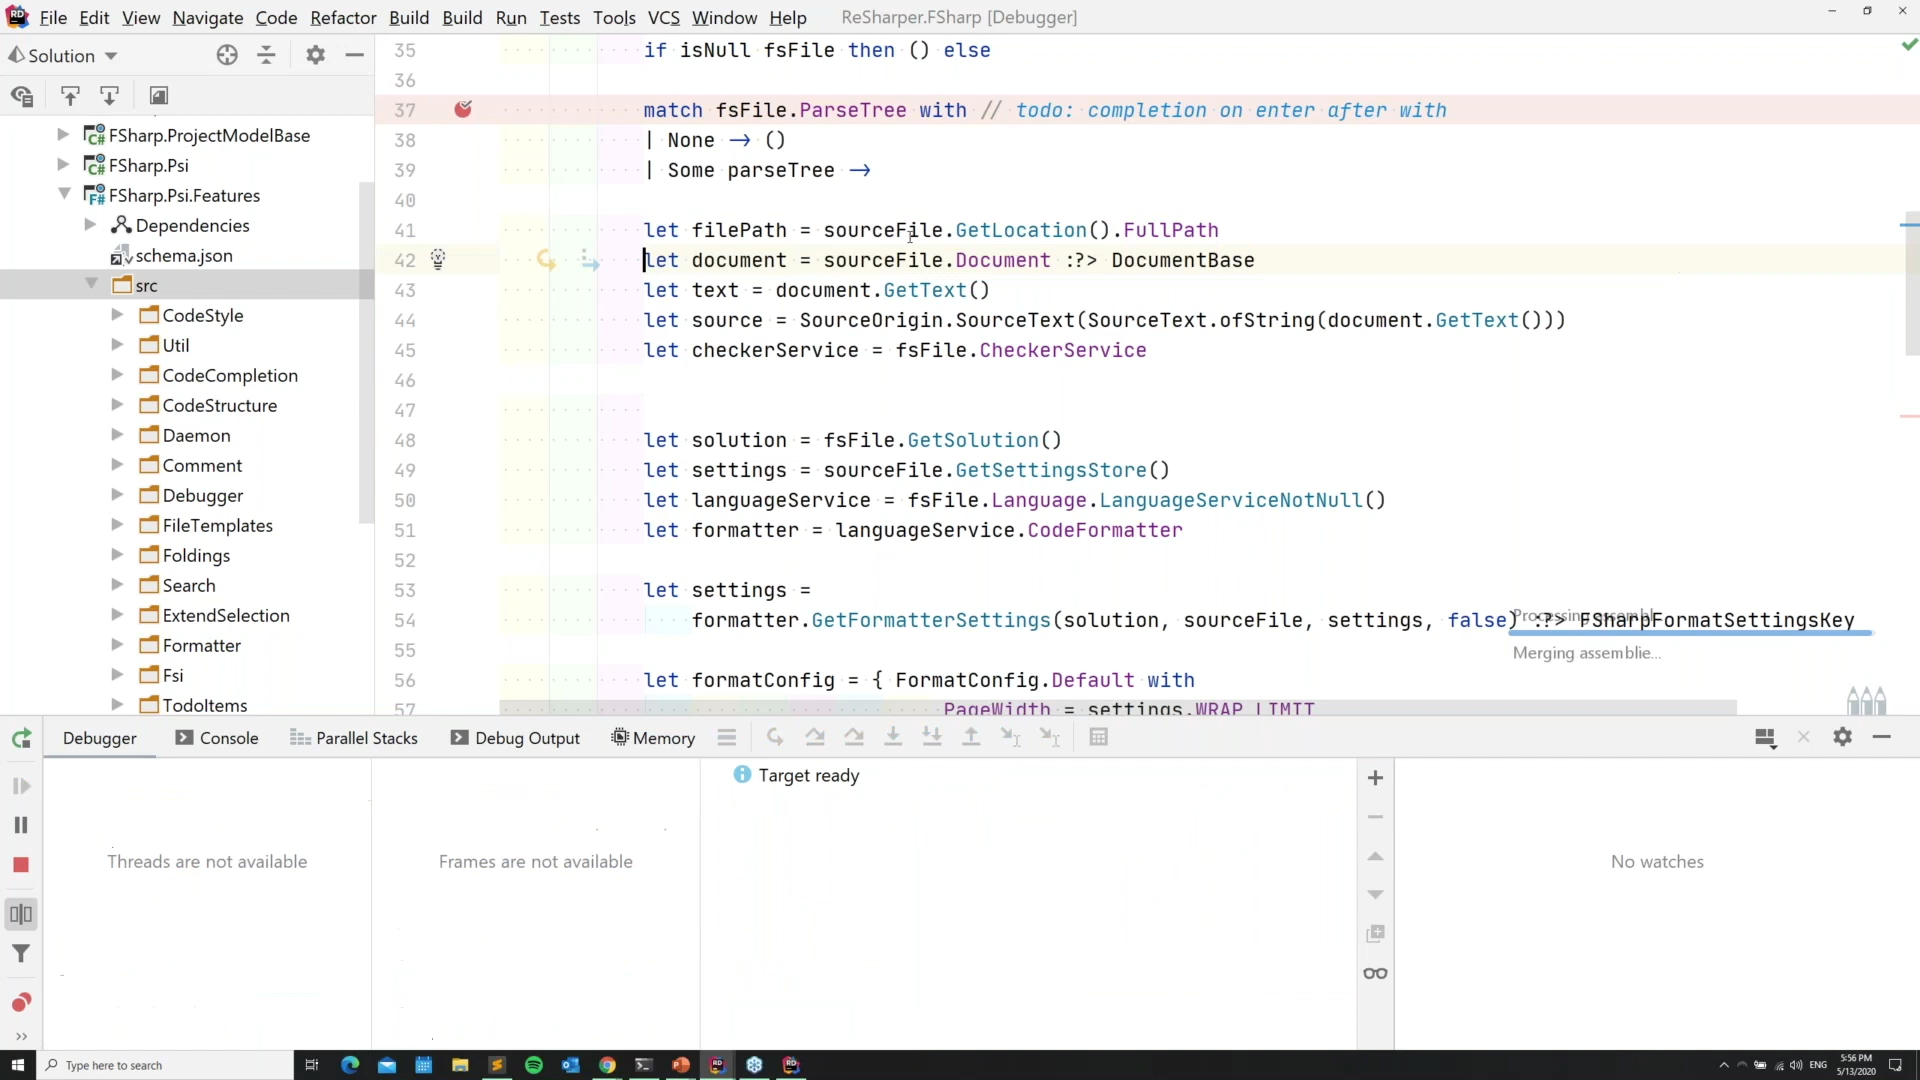 File Edit View Navigate Code Refactor Build Build Run Tests Tools VCS Window Help ReSharper.FSharp [Debugger]
Solution
FSharp.ProjectModelBase
FSharp.Psi
FSharp.Psi.Features
Dependencies
schema.json
src
CodeStyle
Util
CodeCompletion
CodeStructure
Daemon
Comment
Debugger
FileTemplates
Foldings
Search
ExtendSelection
Formatter
Fsi
TodoItems
35 if isNull fsFile then () else
36
37 match fsFile.ParseTree with // todo: completion on enter after with
38 | None → ()
39 | Some parseTree →
40
41 let filePath = sourceFile.GetLocation().FullPath
42 let document = sourceFile.Document :?> DocumentBase
43 let text = document.GetText()
44 let source = SourceOrigin.SourceText(SourceText.ofString(document.GetText()))
45 let checkerService = fsFile.CheckerService
46
47
48 let solution = fsFile.GetSolution()
49 let settings = sourceFile.GetSettingsStore()
50 let languageService = fsFile.Language.LanguageServiceNotNull()
51 let formatter = languageService.CodeFormatter
52
53 let settings =
54 formatter.GetFormatterSettings(solution, sourceFile, settings, false) :?> FSharpFormatSettingsKey
55
56 let formatConfig = { FormatConfig.Default with
57 PageWidth = settings.WRAP_LIMIT
Merging assemblie...
Debugger Console Parallel Stacks Debug Output Memory
Target ready
Threads are not available
Frames are not available
No watches
Type here to search
ENG
5:56 PM
5/13/2020